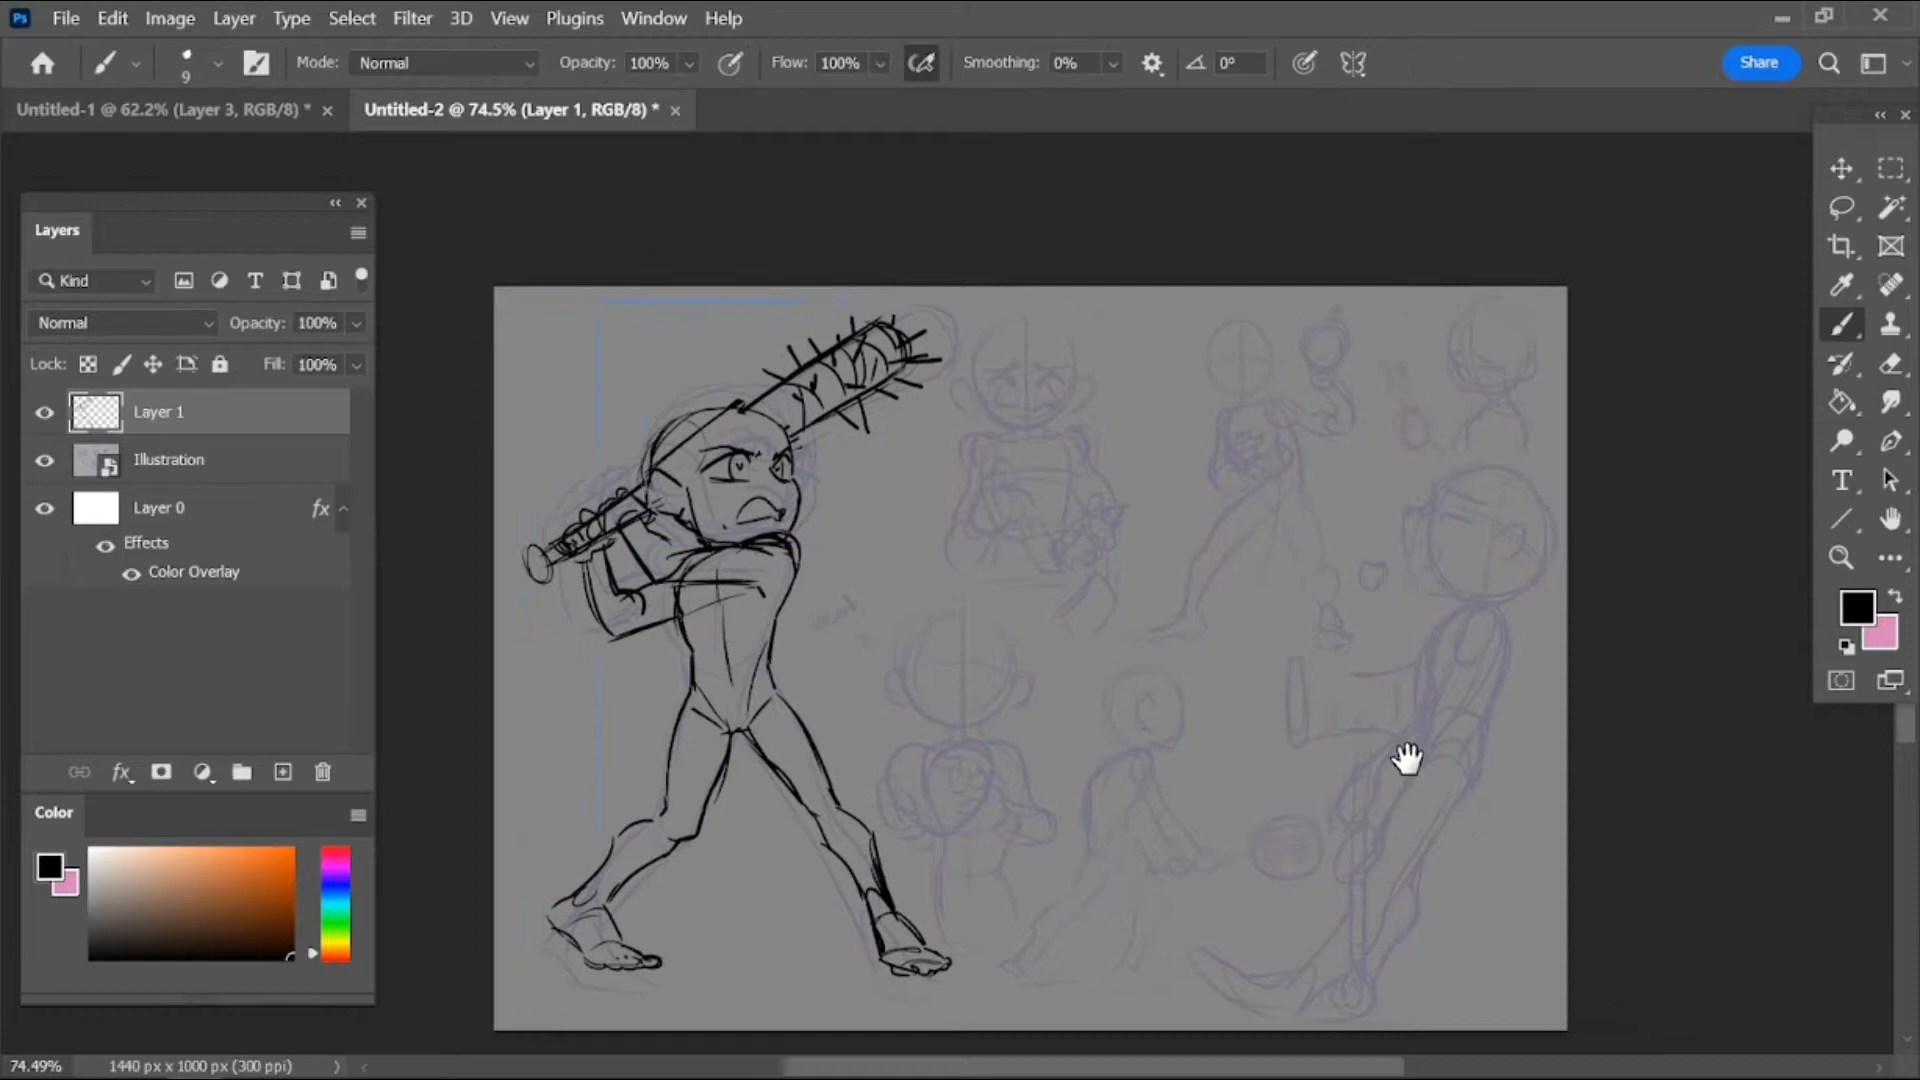 Ps File Edit Image Layer Type Select Filter 3D View Plugins Window Help
9 Mode: Normal Opacity: 100% Flow: 100% Smoothing: 0% 0° Share
Untitled-1 @ 62.2% (Layer 3, RGB/8) * Untitled-2 @ 74.5% (Layer 1, RGB/8) *
Layers
Kind
Normal Opacity: 100%
Lock: Fill: 100%
Layer 1
Illustration
Layer 0 fx
Effects
Color Overlay
fx
Color
74.49% 1440 px x 1000 px (300 ppi)